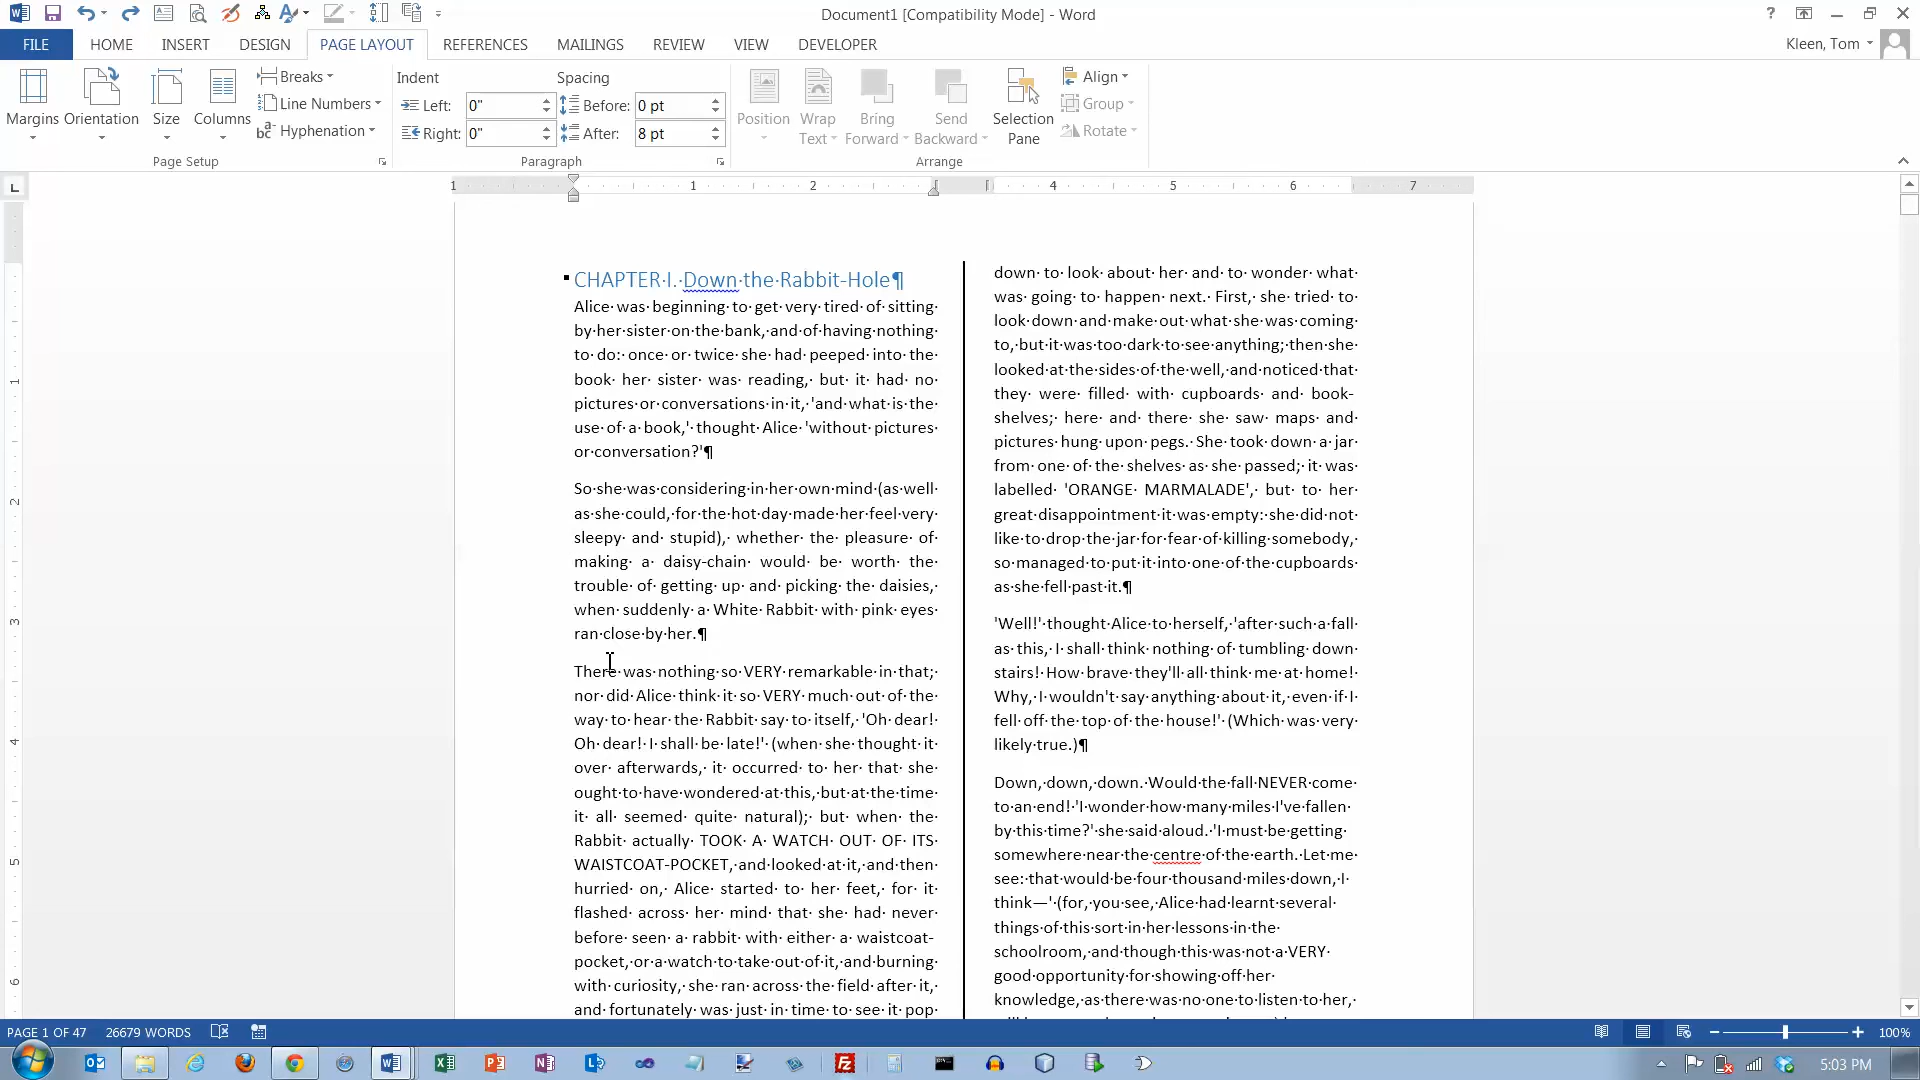 Document1 [Compatibility Mode] - Word
FILE
HOME
INSERT
DESIGN
PAGE LAYOUT
REFERENCES
MAILINGS
REVIEW
VIEW
DEVELOPER
Kleen, Tom
Margins
Orientation
Size
Columns
Breaks
Line Numbers
Hyphenation
Page Setup
Indent
Left: 0"
Right: 0"
Spacing
Before: 0 pt
After: 8 pt
Paragraph
Position
Wrap Text
Bring Forward
Send Backward
Selection Pane
Align
Group
Rotate
Arrange
1 1 2 4 5 6 7
1
2
3
4
5
6
CHAPTER·I.·Down·the·Rabbit-Hole¶
Alice· was· beginning· to· get· very· tired· of· sitting·
by·her·sister·on·the·bank,·and·of·having·nothing·
to· do:· once· or· twice· she· had· peeped· into· the·
book· her· sister· was· reading,· but· it· had· no·
pictures·or·conversations·in·it,·'and·what·is·the·
use·of·a·book,'·thought·Alice·'without·pictures·
or·conversation?'¶
So·she·was·considering·in·her·own·mind·(as·well·
as·she·could,·for·the·hot·day·made·her·feel·very·
sleepy· and· stupid),· whether· the· pleasure· of·
making· a· daisy-chain· would· be· worth· the·
trouble· of· getting· up· and· picking· the· daisies,·
when· suddenly· a· White· Rabbit· with· pink· eyes·
ran·close·by·her.¶
There·was·nothing·so·VERY·remarkable·in·that;·
nor·did·Alice·think·it·so·VERY·much·out·of·the·
way·to·hear·the·Rabbit·say·to·itself,·'Oh·dear!·
Oh·dear!·I·shall·be·late!'·(when·she·thought·it·
over· afterwards,· it· occurred· to· her· that· she·
ought·to·have·wondered·at·this,·but·at·the·time·
it· all· seemed· quite· natural);· but· when· the·
Rabbit· actually· TOOK· A· WATCH· OUT· OF· ITS·
WAISTCOAT-POCKET,·and·looked·at·it,·and·then·
hurried· on,· Alice· started· to· her· feet,· for· it·
flashed· across· her· mind· that· she· had· never·
before· seen· a· rabbit· with· either· a· waistcoat-
pocket,·or·a·watch·to·take·out·of·it,·and·burning·
with·curiosity,·she·ran·across·the·field·after·it,·
and·fortunately·was·just·in·time·to·see·it·pop·
down· to· look· about· her· and· to· wonder· what·
was· going· to· happen· next.· First,· she· tried· to·
look·down·and·make·out·what·she·was·coming·
to,·but·it·was·too·dark·to·see·anything;·then·she·
looked·at·the·sides·of·the·well,·and·noticed·that·
they· were· filled· with· cupboards· and· book-
shelves;· here· and· there· she· saw· maps· and·
pictures·hung·upon·pegs.·She·took·down·a·jar·
from·one·of·the·shelves·as·she·passed;·it·was·
labelled· 'ORANGE· MARMALADE',· but· to· her·
great·disappointment·it·was·empty:·she·did·not·
like·to·drop·the·jar·for·fear·of·killing·somebody,·
so·managed·to·put·it·into·one·of·the·cupboards·
as·she·fell·past·it.¶
'Well!'·thought·Alice·to·herself,·'after·such·a·fall·
as·this,·I·shall·think·nothing·of·tumbling·down·
stairs!·How·brave·they'll·all·think·me·at·home!·
Why,·I·wouldn't·say·anything·about·it,·even·if·I·
fell·off·the·top·of·the·house!'·(Which·was·very·
likely·true.)¶
Down,·down,·down.·Would·the·fall·NEVER·come·
to·an·end!·'I·wonder·how·many·miles·I've·fallen·
by·this·time?'·she·said·aloud.·'I·must·be·getting·
somewhere·near·the·centre·of·the·earth.·Let·me·
see:·that·would·be·four·thousand·miles·down,·I·
think—'·(for,·you·see,·Alice·had·learnt·several·
things·of·this·sort·in·her·lessons·in·the·
schoolroom,·and·though·this·was·not·a·VERY·
good·opportunity·for·showing·off·her·
knowledge,·as·there·was·no·one·to·listen·to·her,·
PAGE 1 OF 47
26679 WORDS
100%
5:03 PM